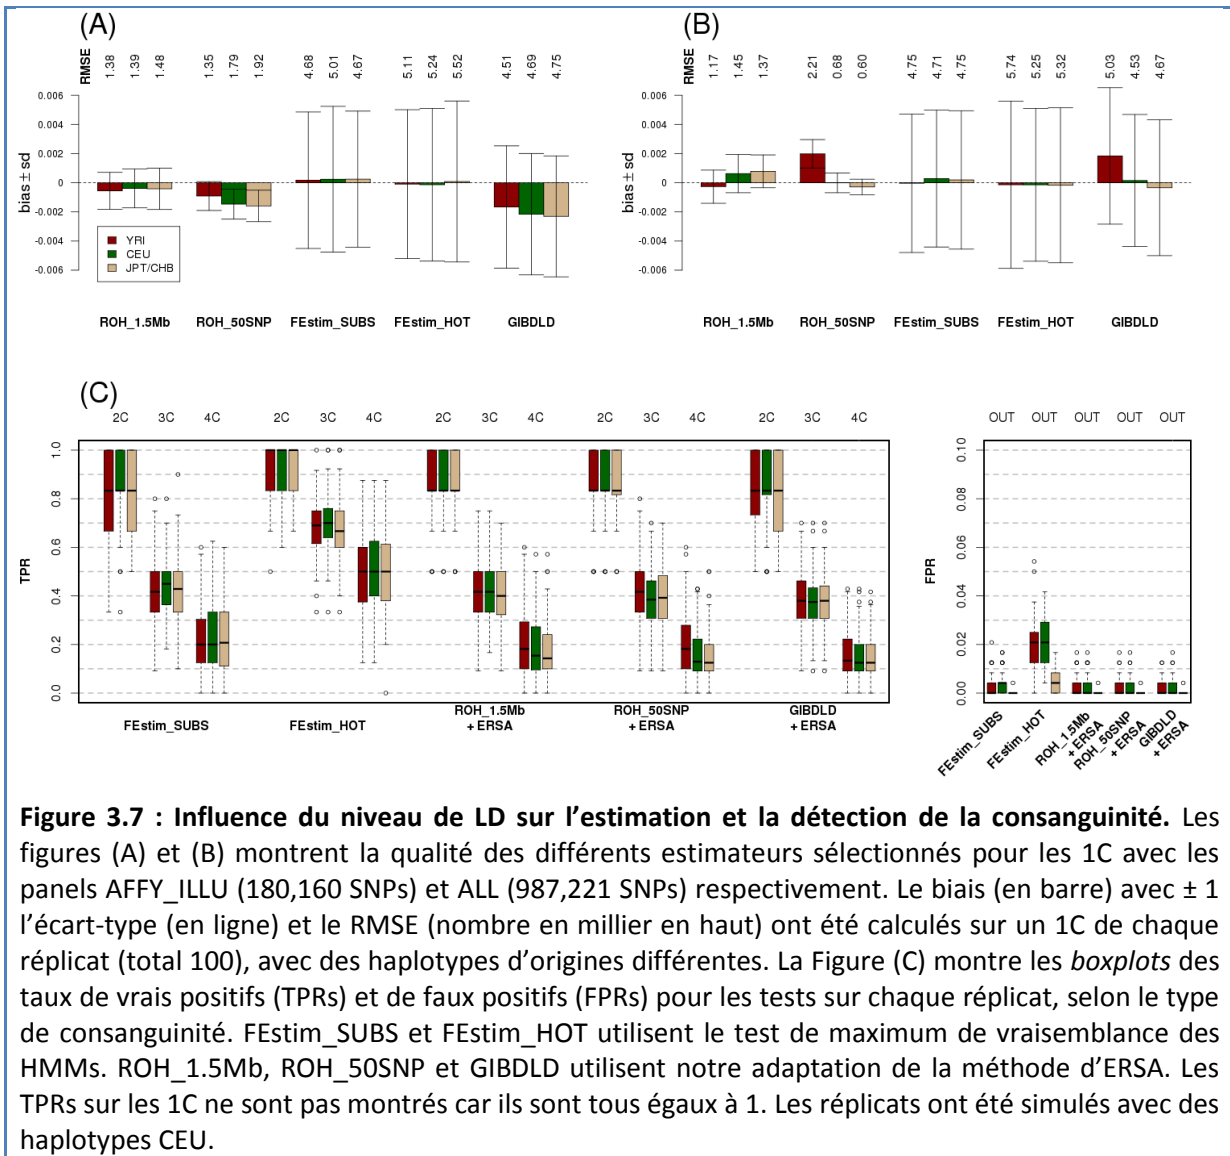 (A)
(B)
RMSE
1.38
1.39
1.48
1.35
1.79
1.92
4.68
5.01
4.67
5.11
5.24
5.52
4.51
4.69
4.75
RMSE
1.17
1.45
1.37
2.21
0.68
0.60
4.75
4.71
4.75
5.74
5.25
5.32
5.03
4.53
4.67
bias ± sd
0.006
0.004
0.002
0
-0.002
-0.004
-0.006
YRI
CEU
JPT/CHB
ROH_1.5Mb
ROH_50SNP
FEstim_SUBS
FEstim_HOT
GIBDLD
bias ± sd
0.006
0.004
0.002
0
-0.002
-0.004
-0.006
ROH_1.5Mb
ROH_50SNP
FEstim_SUBS
FEstim_HOT
GIBDLD
(C)
2C 3C 4C 2C 3C 4C 2C 3C 4C 2C 3C 4C 2C 3C 4C
TPR
1.0
0.8
0.6
0.4
0.2
0.0
FEstim_SUBS
FEstim_HOT
ROH_1.5Mb
+ ERSA
ROH_50SNP
+ ERSA
GIBDLD
+ ERSA
OUT OUT OUT OUT OUT
FPR
0.10
0.08
0.06
0.04
0.02
0.00
FEstim_SUBS
FEstim_HOT
ROH_1.5Mb
+ ERSA
ROH_50SNP
+ ERSA
GIBDLD
+ ERSA
Figure 3.7 : Influence du niveau de LD sur l’estimation et la détection de la consanguinité. Les
figures (A) et (B) montrent la qualité des différents estimateurs sélectionnés pour les 1C avec les
panels AFFY_ILLU (180,160 SNPs) et ALL (987,221 SNPs) respectivement. Le biais (en barre) avec ± 1
l’écart-type (en ligne) et le RMSE (nombre en millier en haut) ont été calculés sur un 1C de chaque
réplicat (total 100), avec des haplotypes d’origines différentes. La Figure (C) montre les boxplots des
taux de vrais positifs (TPRs) et de faux positifs (FPRs) pour les tests sur chaque réplicat, selon le type
de consanguinité. FEstim_SUBS et FEstim_HOT utilisent le test de maximum de vraisemblance des
HMMs. ROH_1.5Mb, ROH_50SNP et GIBDLD utilisent notre adaptation de la méthode d’ERSA. Les
TPRs sur les 1C ne sont pas montrés car ils sont tous égaux à 1. Les réplicats ont été simulés avec des
haplotypes CEU.